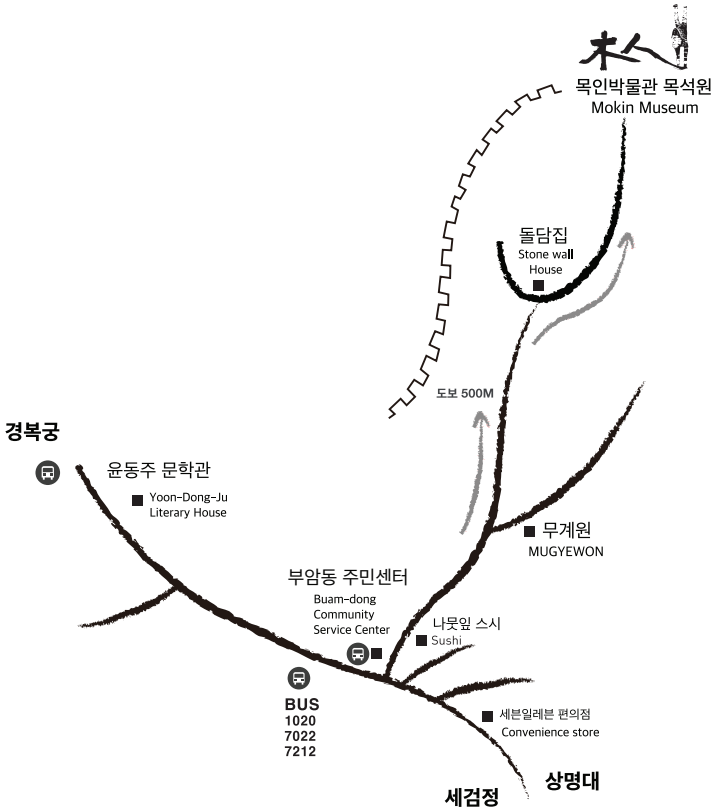 木人
목인박물관 목석원
Mokin Museum
돌담집
Stone wall
House
도보 500M
경복궁
윤동주 문학관
Yoon-Dong-Ju
Literary House
무계원
MUGYEWON
부암동 주민센터
Buam-dong
Community
Service Center
나뭇잎 스시
Sushi
BUS
1020
7022
7212
세븐일레븐 편의점
Convenience store
상명대
세검정